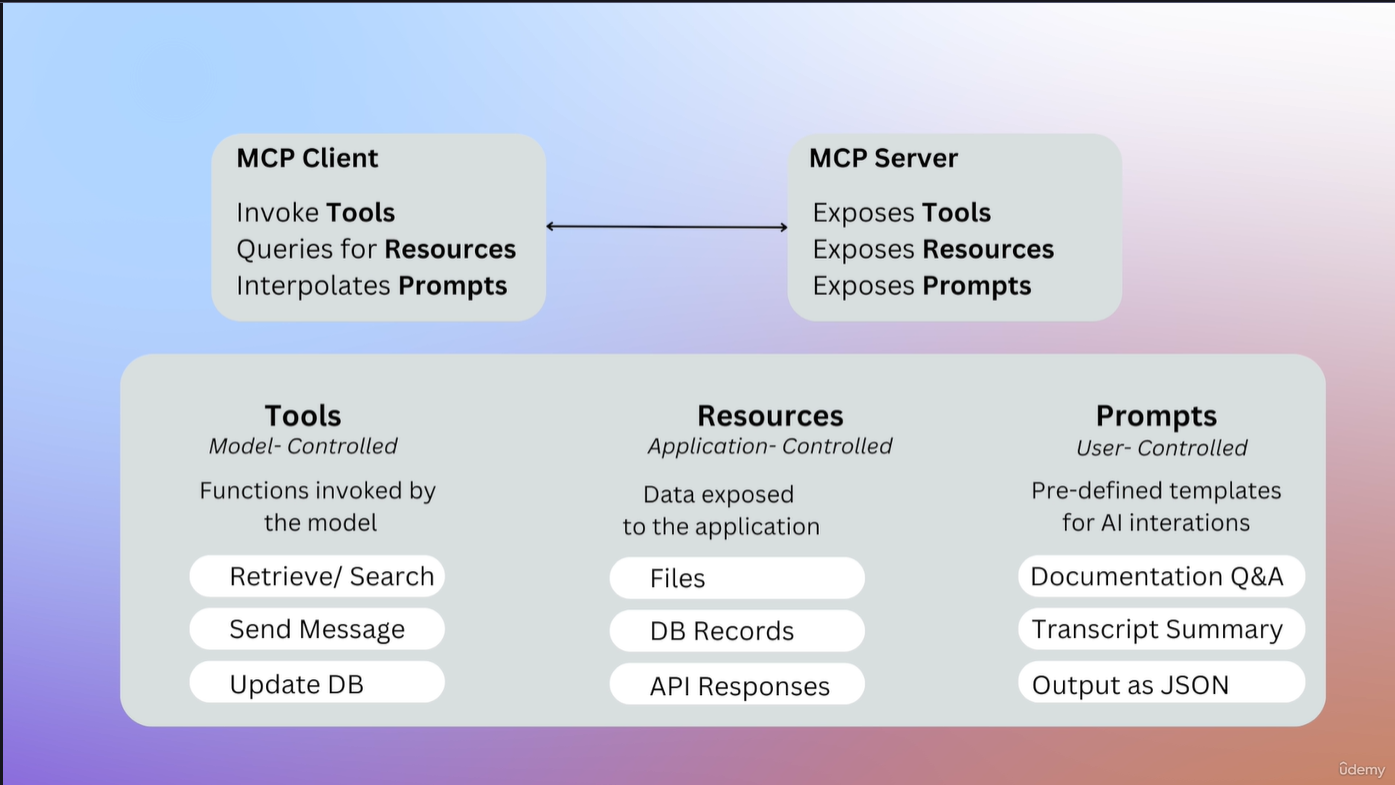 MCP Client
Invoke Tools
Queries for Resources
Interpolates Prompts
MCP Server
Exposes Tools
Exposes Resources
Exposes Prompts
Tools
Model- Controlled
Functions invoked by
the model
Retrieve/ Search
Send Message
Update DB
Resources
Application- Controlled
Data exposed
to the application
Files
DB Records
API Responses
Prompts
User- Controlled
Pre-defined templates
for AI interations
Documentation Q&A
Transcript Summary
Output as JSON
ûdemy